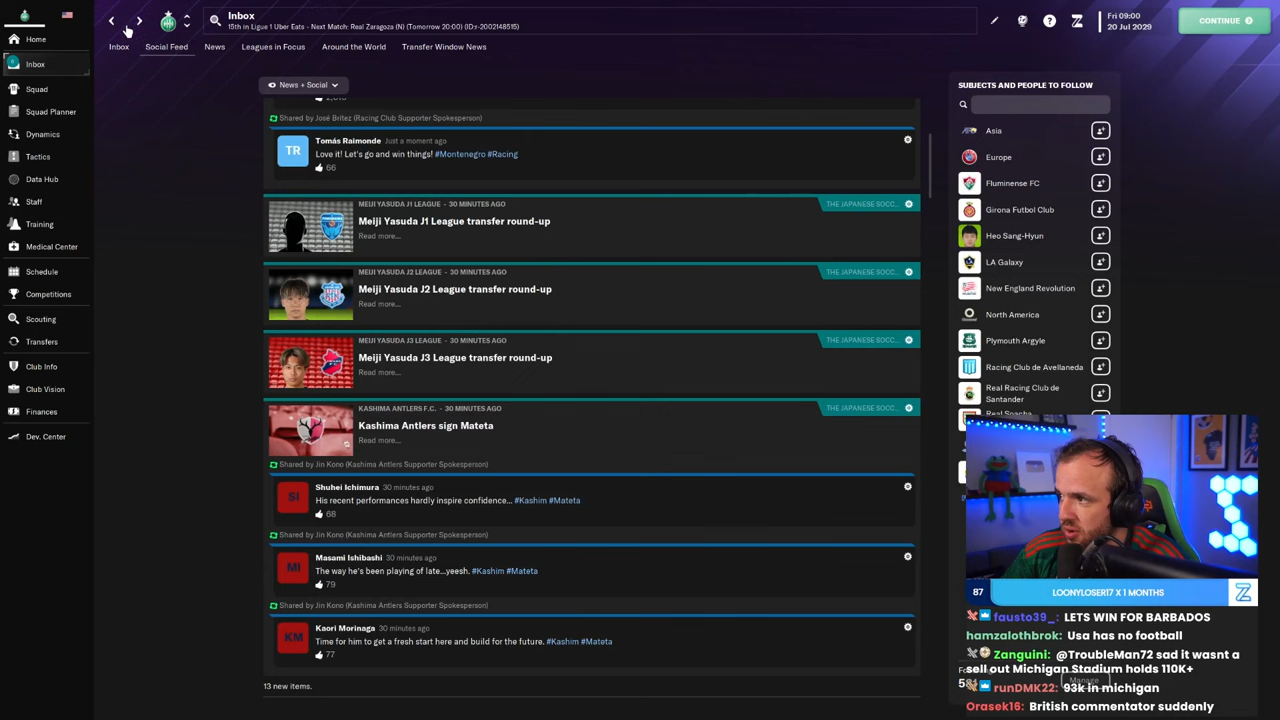 Inbox
15th in Ligue 1 Uber Eats - Next Match: Real Zaragoza (N) (Tomorrow 20:00) (ID:z-2002148515)
Fri 09:00
20 Jul 2029
CONTINUE
Home
Inbox
Squad
Squad Planner
Dynamics
Tactics
Data Hub
Staff
Training
Medical Center
Schedule
Competitions
Scouting
Transfers
Club Info
Club Vision
Finances
Dev. Center
Inbox
Social Feed
News
Leagues in Focus
Around the World
Transfer Window News
News + Social
Shared by José Britez (Racing Club Supporter Spokesperson)
TR
Tomás Raimonde Just a moment ago
Love it! Let's go and win things! #Montenegro #Racing
66
MEIJI YASUDA J1 LEAGUE - 30 MINUTES AGO
THE JAPANESE SOCC...
Meiji Yasuda J1 League transfer round-up
Read more...
MEIJI YASUDA J2 LEAGUE - 30 MINUTES AGO
THE JAPANESE SOCC...
Meiji Yasuda J2 League transfer round-up
Read more...
MEIJI YASUDA J3 LEAGUE - 30 MINUTES AGO
THE JAPANESE SOCC...
Meiji Yasuda J3 League transfer round-up
Read more...
KASHIMA ANTLERS F.C. - 30 MINUTES AGO
THE JAPANESE SOCC...
Kashima Antlers sign Mateta
Read more...
Shared by Jin Kono (Kashima Antlers Supporter Spokesperson)
SI
Shuhei Ichimura 30 minutes ago
His recent performances hardly inspire confidence... #Kashim #Mateta
68
Shared by Jin Kono (Kashima Antlers Supporter Spokesperson)
MI
Masami Ishibashi 30 minutes ago
The way he's been playing of late...yeesh. #Kashim #Mateta
79
Shared by Jin Kono (Kashima Antlers Supporter Spokesperson)
KM
Kaori Morinaga 30 minutes ago
Time for him to get a fresh start here and build for the future. #Kashim #Mateta
77
13 new items.
SUBJECTS AND PEOPLE TO FOLLOW
Asia
Europe
Fluminense FC
Girona Futbol Club
Heo Sang-Hyun
LA Galaxy
New England Revolution
North America
Plymouth Argyle
Racing Club de Avellaneda
Real Racing Club de
Santander
Manage
87
LOONYLOSER17 X 1 MONTHS
fausto39_: LETS WIN FOR BARBADOS
hamzalothbrok: Usa has no football
Zanguini: @TroubleMan72 sad it wasnt a
sell out Michigan Stadium holds 110K+
runDMK22: 93k in michigan
Orasek16: British commentator suddenly